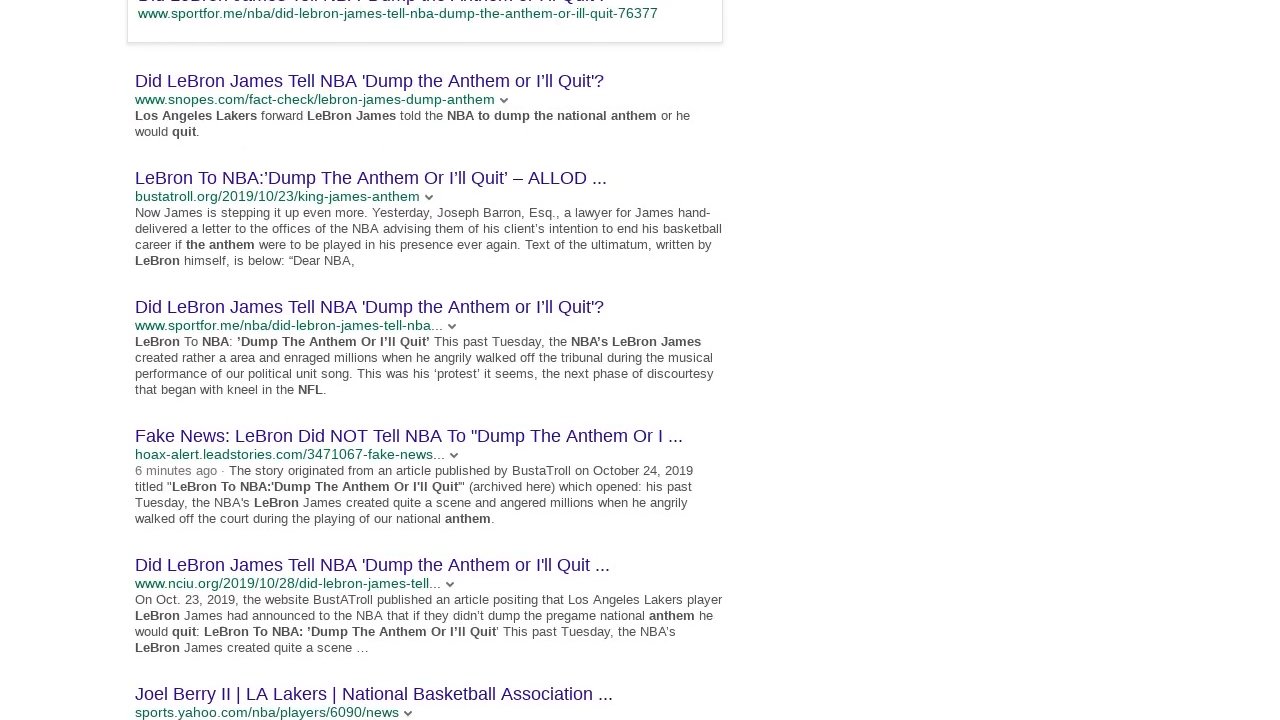 www.sportfor.me/nba/did-lebron-james-tell-nba-dump-the-anthem-or-ill-quit-76377
Did LeBron James Tell NBA 'Dump the Anthem or I’ll Quit'?
www.snopes.com/fact-check/lebron-james-dump-anthem
Los Angeles Lakers forward LeBron James told the NBA to dump the national anthem or he
would quit.
LeBron To NBA:’Dump The Anthem Or I’ll Quit’ – ALLOD ...
bustatroll.org/2019/10/23/king-james-anthem
Now James is stepping it up even more. Yesterday, Joseph Barron, Esq., a lawyer for James hand-
delivered a letter to the offices of the NBA advising them of his client’s intention to end his basketball
career if the anthem were to be played in his presence ever again. Text of the ultimatum, written by
LeBron himself, is below: “Dear NBA,
Did LeBron James Tell NBA 'Dump the Anthem or I’ll Quit'?
www.sportfor.me/nba/did-lebron-james-tell-nba...
LeBron To NBA: ’Dump The Anthem Or I’ll Quit’ This past Tuesday, the NBA’s LeBron James
created rather a area and enraged millions when he angrily walked off the tribunal during the musical
performance of our political unit song. This was his ‘protest’ it seems, the next phase of discourtesy
that began with kneel in the NFL.
Fake News: LeBron Did NOT Tell NBA To "Dump The Anthem Or I ...
hoax-alert.leadstories.com/3471067-fake-news...
6 minutes ago · The story originated from an article published by BustaTroll on October 24, 2019
titled "LeBron To NBA:'Dump The Anthem Or I'll Quit'" (archived here) which opened: his past
Tuesday, the NBA's LeBron James created quite a scene and angered millions when he angrily
walked off the court during the playing of our national anthem.
Did LeBron James Tell NBA 'Dump the Anthem or I'll Quit ...
www.nciu.org/2019/10/28/did-lebron-james-tell...
On Oct. 23, 2019, the website BustATroll published an article positing that Los Angeles Lakers player
LeBron James had announced to the NBA that if they didn’t dump the pregame national anthem he
would quit: LeBron To NBA: ’Dump The Anthem Or I’ll Quit’ This past Tuesday, the NBA’s
LeBron James created quite a scene …
Joel Berry II | LA Lakers | National Basketball Association ...
sports.yahoo.com/nba/players/6090/news